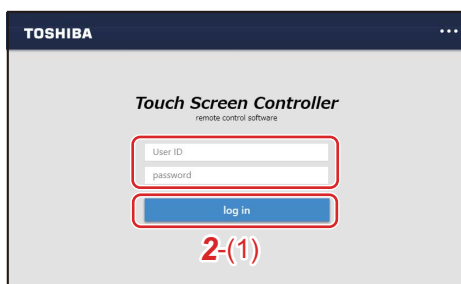 TOSHIBA ...
Touch Screen Controller
remote control software
User ID
password
log in
2-(1)